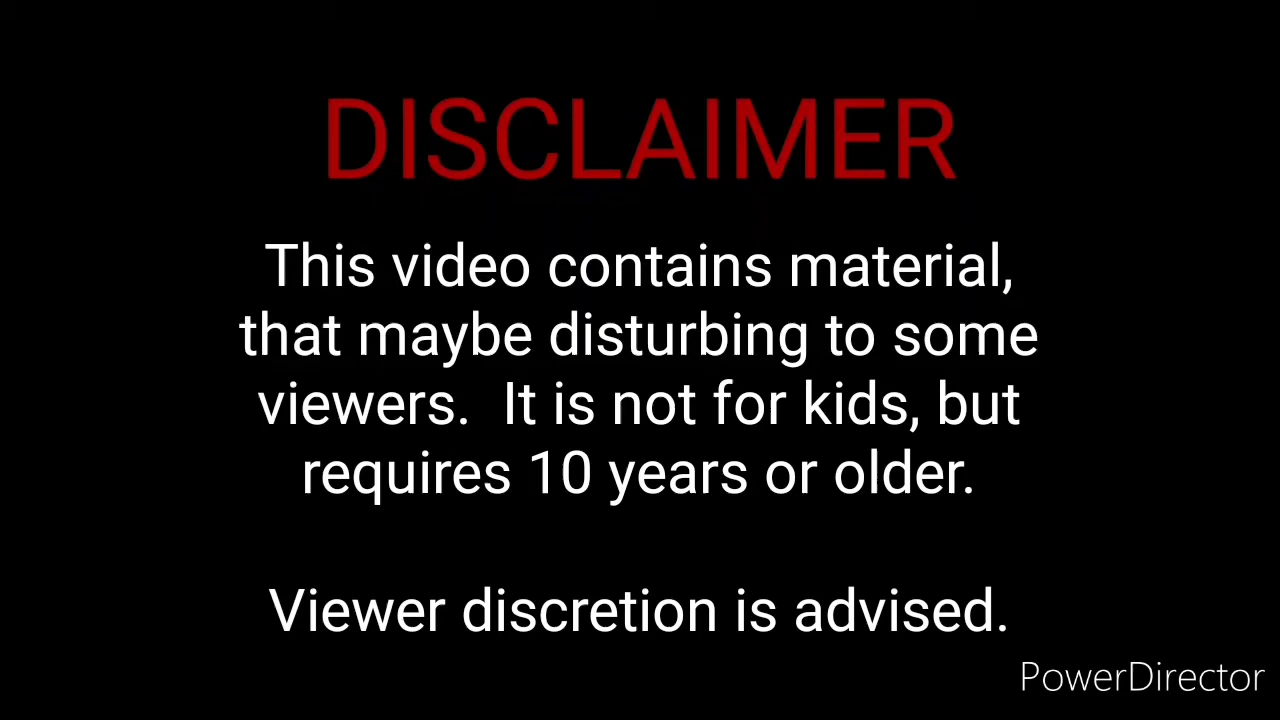 DISCLAIMER
This video contains material,
that maybe disturbing to some
viewers.  It is not for kids, but
requires 10 years or older.
Viewer discretion is advised.
PowerDirector